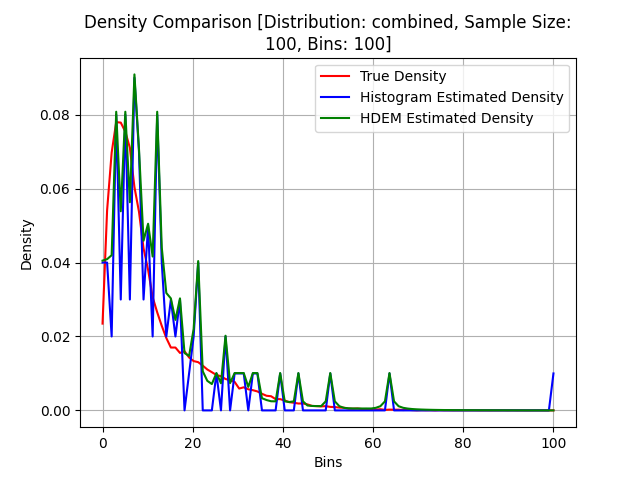 Density Comparison [Distribution: combined, Sample Size:
100, Bins: 100]
True Density
Histogram Estimated Density
HDEM Estimated Density
Density
0.08
0.06
0.04
0.02
0.00
0 20 40 60 80 100
Bins